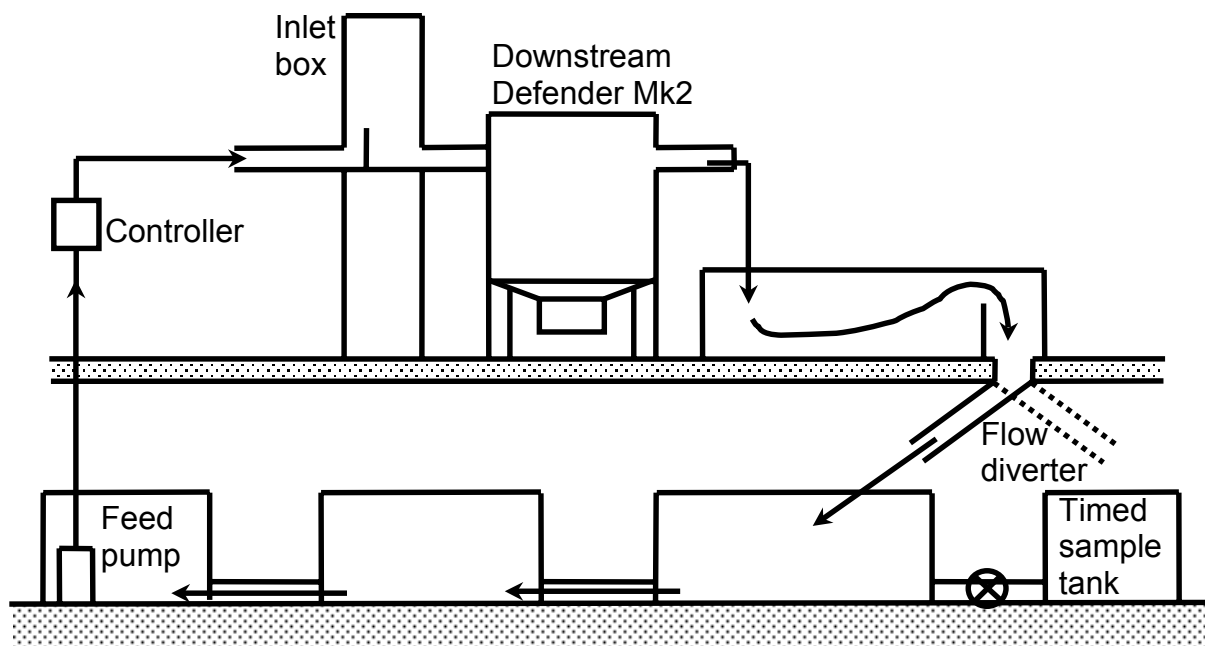 Inlet
box
Downstream
Defender Mk2
Controller
Flow
diverter
Feed
pump
Timed
sample
tank